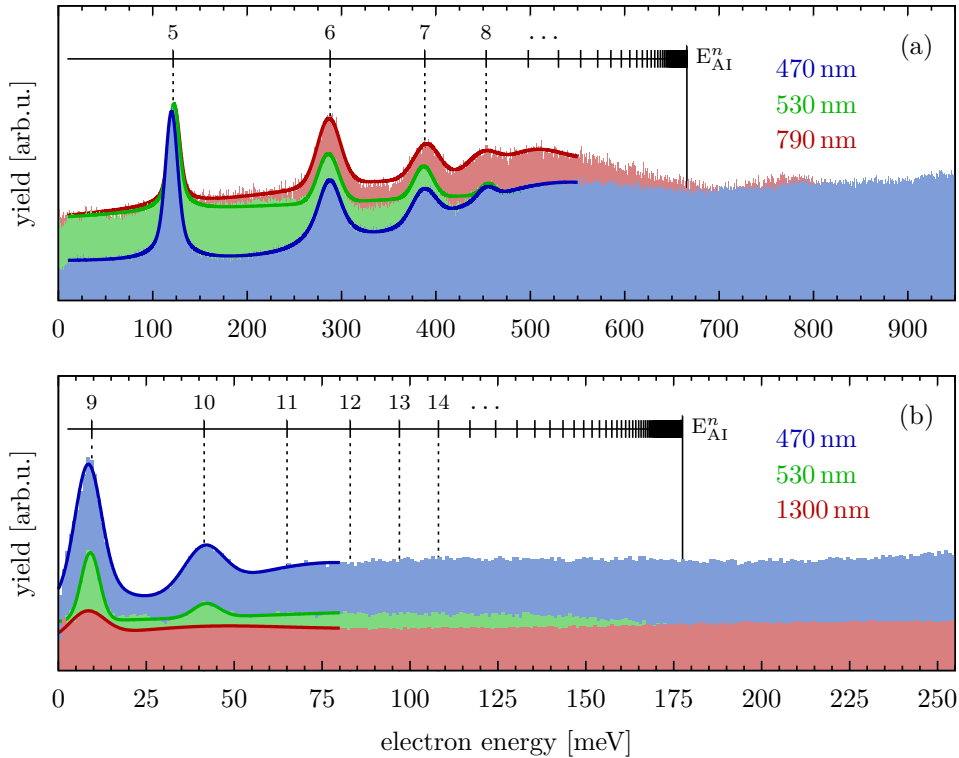 5 6 7 8 ... E_AI^n (a)
470 nm
530 nm
790 nm
yield [arb.u.]
0 100 200 300 400 500 600 700 800 900
9 10 11 12 13 14 ... E_AI^n (b)
470 nm
530 nm
1300 nm
yield [arb.u.]
0 25 50 75 100 125 150 175 200 225 250
electron energy [meV]